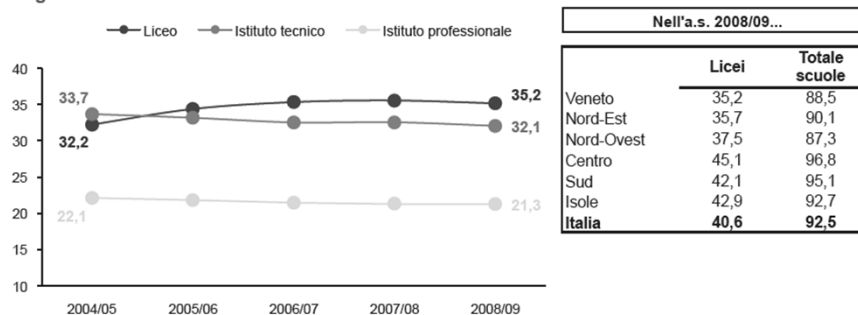 Liceo Istituto tecnico Istituto professionale
40
35
30
25
20
15
10
33,7
32,2
22,1
35,2
32,1
21,3
2004/05 2005/06 2006/07 2007/08 2008/09
Nell'a.s. 2008/09...
Licei Totale scuole
Veneto 35,2 88,5
Nord-Est 35,7 90,1
Nord-Ovest 37,5 87,3
Centro 45,1 96,8
Sud 42,1 95,1
Isole 42,9 92,7
Italia 40,6 92,5